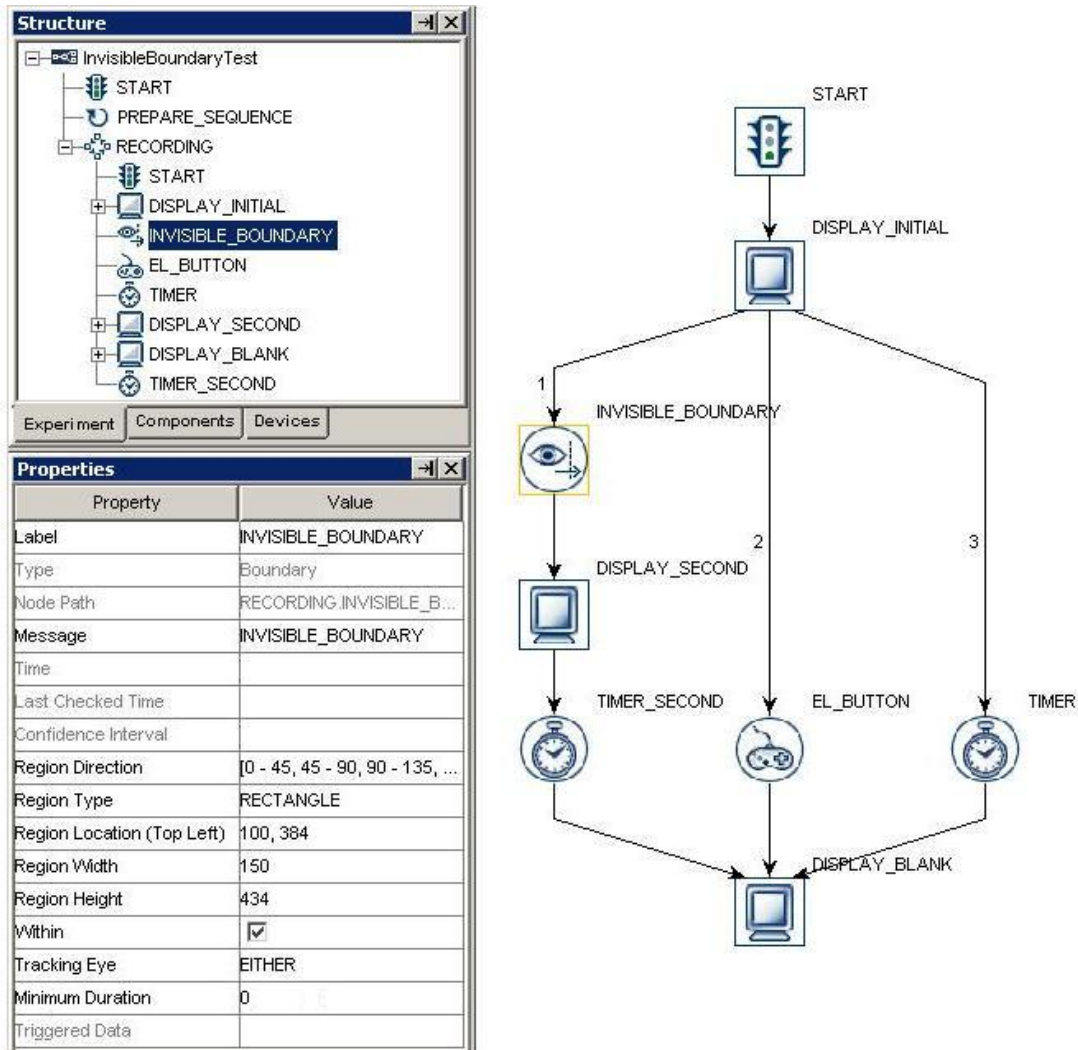 Structure
InvisibleBoundaryTest
START
PREPARE_SEQUENCE
RECORDING
START
DISPLAY_INITIAL
INVISIBLE_BOUNDARY
EL_BUTTON
TIMER
DISPLAY_SECOND
DISPLAY_BLANK
TIMER_SECOND
Experiment Components Devices
Properties
Property Value
Label INVISIBLE_BOUNDARY
Type Boundary
Node Path RECORDING.INVISIBLE_B...
Message INVISIBLE_BOUNDARY
Time
Last Checked Time
Confidence Interval
Region Direction [0 - 45, 45 - 90, 90 - 135, ...
Region Type RECTANGLE
Region Location (Top Left) 100, 384
Region Width 150
Region Height 434
Within
Tracking Eye EITHER
Minimum Duration 0
Triggered Data
START
DISPLAY_INITIAL
1
INVISIBLE_BOUNDARY
2 3
DISPLAY_SECOND
TIMER_SECOND EL_BUTTON TIMER
DISPLAY_BLANK